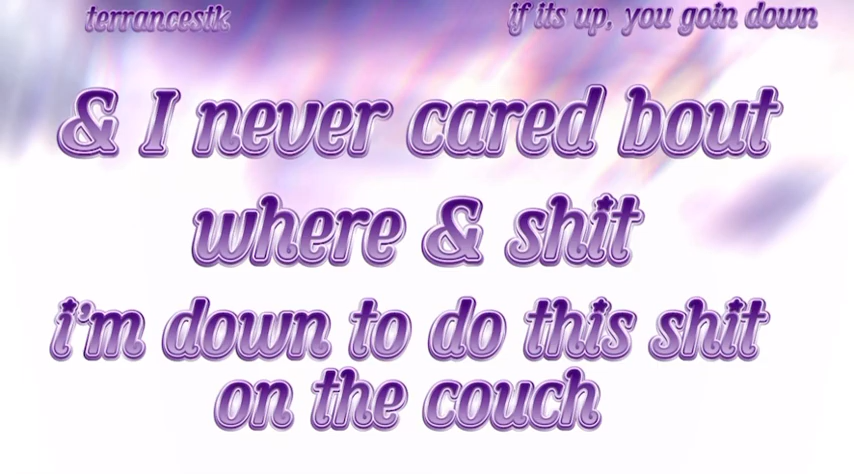 terrancestk
if its up, you goin down
& I never cared bout
where & shit
i'm down to do this shit
on the couch